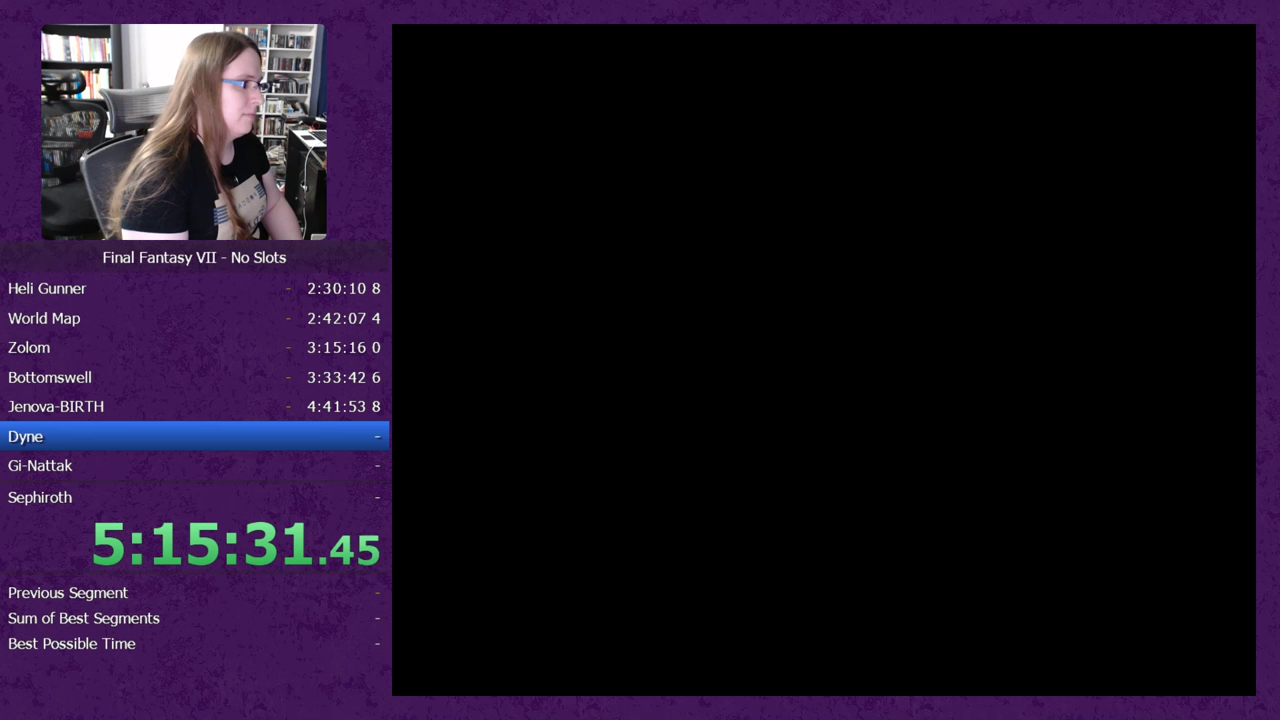 Final Fantasy VII - No Slots
Heli Gunner - 2:30:10 8
World Map - 2:42:07 4
Zolom - 3:15:16 0
Bottomswell - 3:33:42 6
Jenova-BIRTH - 4:41:53 8
Dyne -
Gi-Nattak -
Sephiroth -
5:15:31.45
Previous Segment -
Sum of Best Segments -
Best Possible Time -